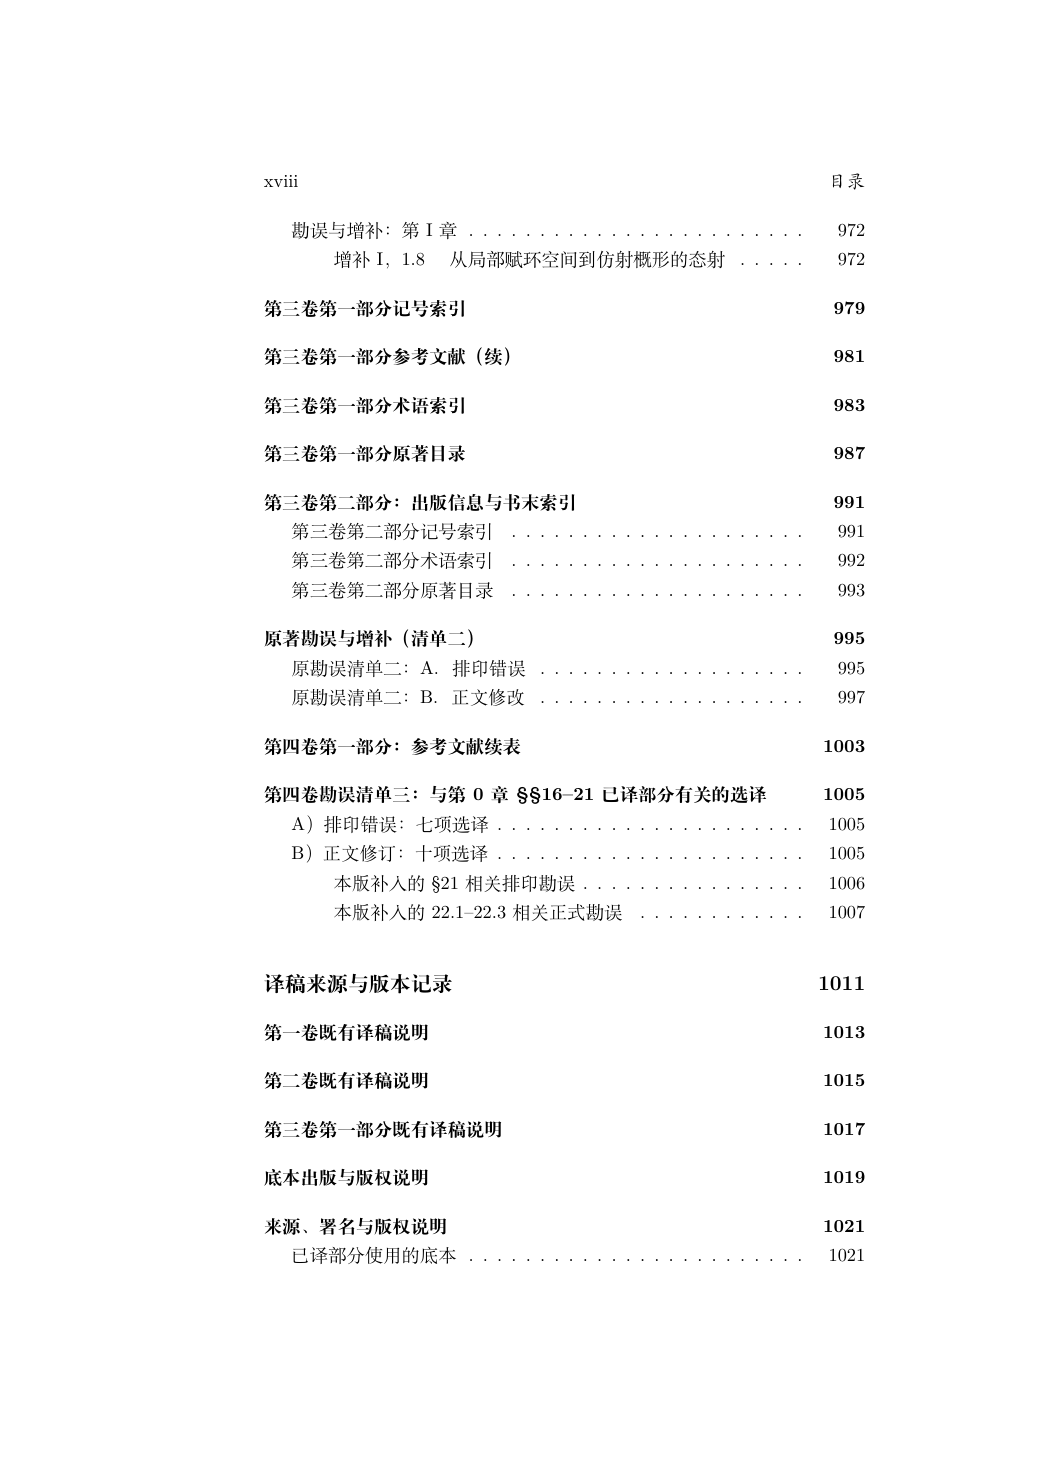 xviii 目录
勘误与增补：第 I 章 . . . . . . . . . . . . . . . . . . . . . . . . 972
增补 I，1.8 从局部赋环空间到仿射概形的态射 . . . . . 972
第三卷第一部分记号索引 979
第三卷第一部分参考文献（续） 981
第三卷第一部分术语索引 983
第三卷第一部分原著目录 987
第三卷第二部分：出版信息与书末索引 991
第三卷第二部分记号索引 . . . . . . . . . . . . . . . . . . . . . 991
第三卷第二部分术语索引 . . . . . . . . . . . . . . . . . . . . . 992
第三卷第二部分原著目录 . . . . . . . . . . . . . . . . . . . . . 993
原著勘误与增补（清单二） 995
原勘误清单二：A. 排印错误 . . . . . . . . . . . . . . . . . . . 995
原勘误清单二：B. 正文修改 . . . . . . . . . . . . . . . . . . . 997
第四卷第一部分：参考文献续表 1003
第四卷勘误清单三：与第 0 章 §§16–21 已译部分有关的选译 1005
A）排印错误：七项选译 . . . . . . . . . . . . . . . . . . . . . . 1005
B）正文修订：十项选译 . . . . . . . . . . . . . . . . . . . . . . 1005
本版补入的 §21 相关排印勘误 . . . . . . . . . . . . . . . . 1006
本版补入的 22.1–22.3 相关正式勘误 . . . . . . . . . . . . 1007
译稿来源与版本记录 1011
第一卷既有译稿说明 1013
第二卷既有译稿说明 1015
第三卷第一部分既有译稿说明 1017
底本出版与版权说明 1019
来源、署名与版权说明 1021
已译部分使用的底本 . . . . . . . . . . . . . . . . . . . . . . . . 1021